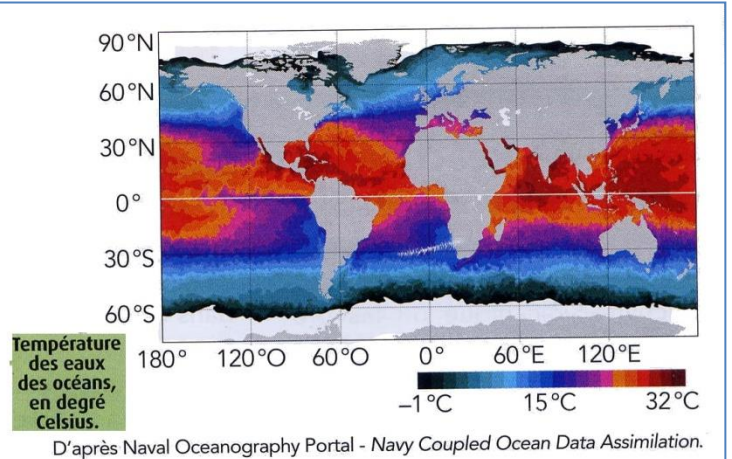 90°N
60°N
30°N
0°
30°S
60°S
180° 120°O 60°O 0° 60°E 120°E
Température
des eaux
des océans,
en degré
Celsius.
–1°C 15°C 32°C
D'après Naval Oceanography Portal - Navy Coupled Ocean Data Assimilation.